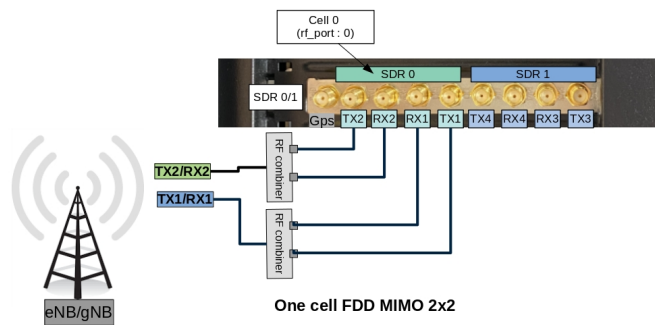 Cell 0
(rf_port : 0)
SDR 0
SDR 1
SDR 0/1
Gps
TX2
RX2
RX1
TX1
TX4
RX4
RX3
TX3
RF combiner
TX2/RX2
TX1/RX1
RF combiner
eNB/gNB
One cell FDD MIMO 2x2